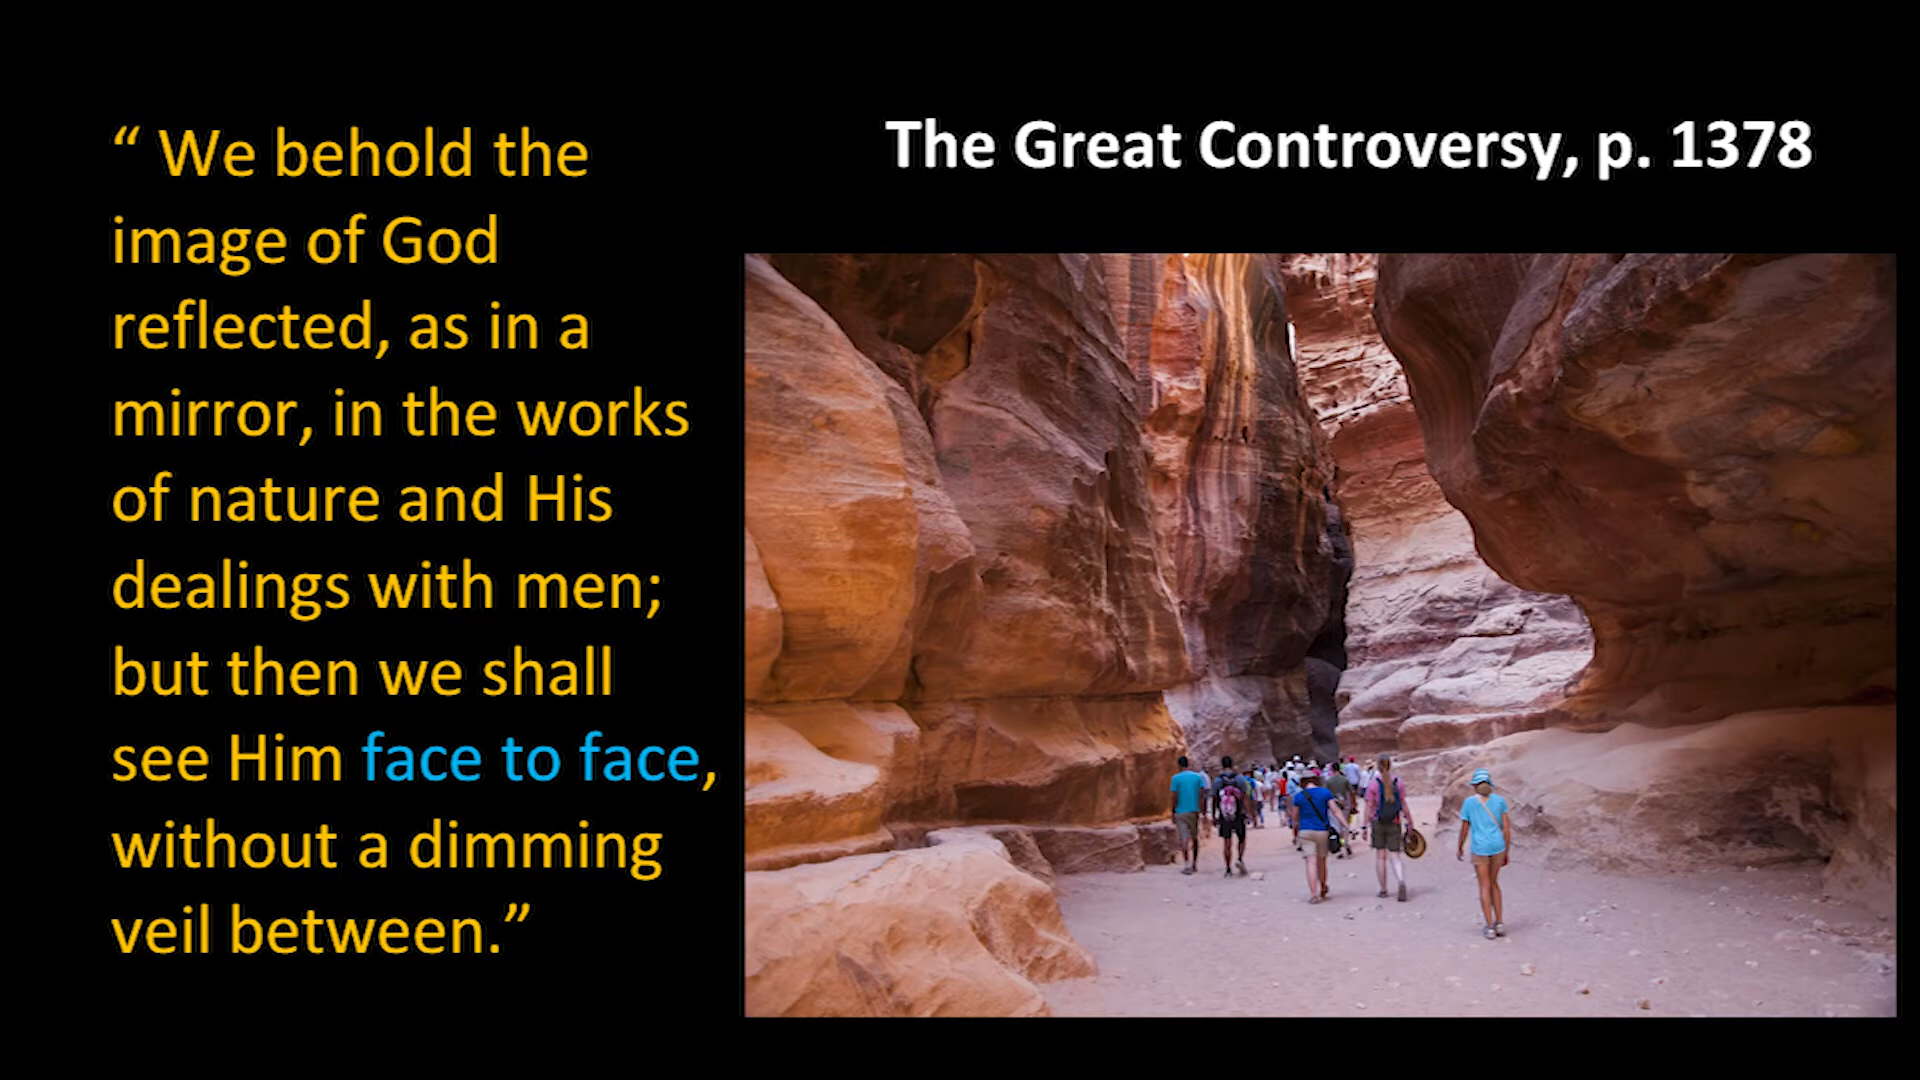 The Great Controversy, p. 1378
“ We behold the
image of God
reflected, as in a
mirror, in the works
of nature and His
dealings with men;
but then we shall
see Him face to face,
without a dimming
veil between.”